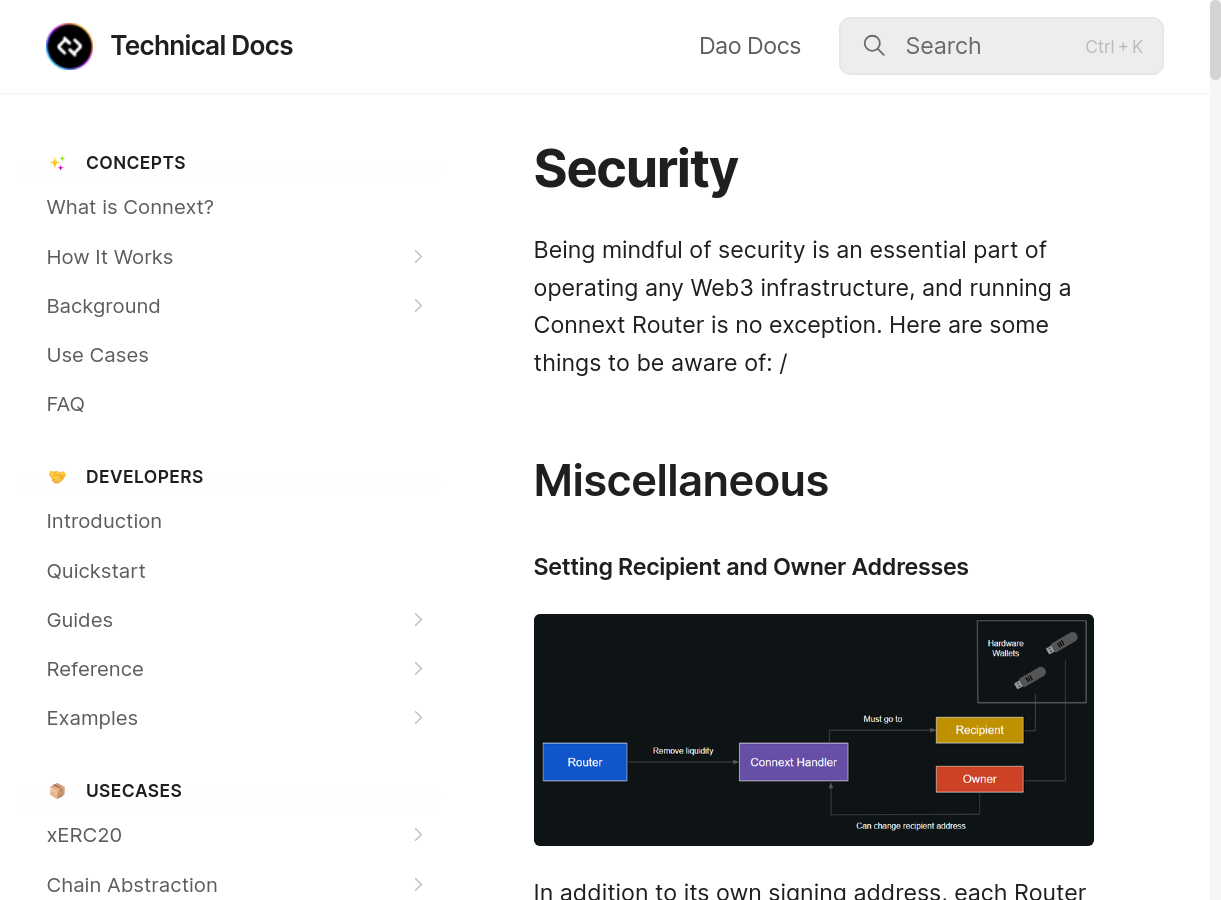 Technical Docs
Dao Docs
Search
Ctrl + K
CONCEPTS
What is Connext?
How It Works
Background
Use Cases
FAQ
DEVELOPERS
Introduction
Quickstart
Guides
Reference
Examples
USECASES
xERC20
Chain Abstraction
Security
Being mindful of security is an essential part of
operating any Web3 infrastructure, and running a
Connext Router is no exception. Here are some
things to be aware of: /
Miscellaneous
Setting Recipient and Owner Addresses
Hardware
Wallets
Must go to
Recipient
Router
Remove liquidity
Connext Handler
Owner
Can change recipient address
In addition to its own signing address, each Router